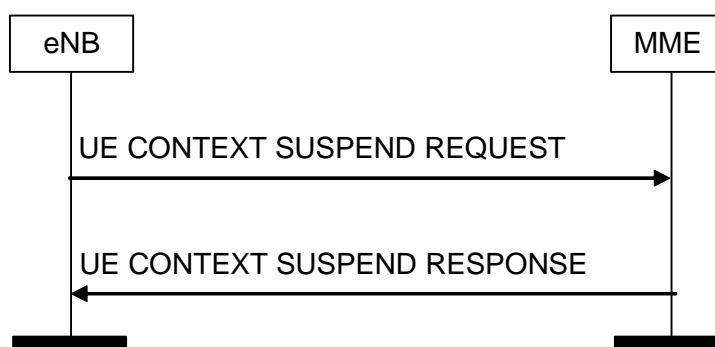 eNB
MME
UE CONTEXT SUSPEND REQUEST
UE CONTEXT SUSPEND RESPONSE